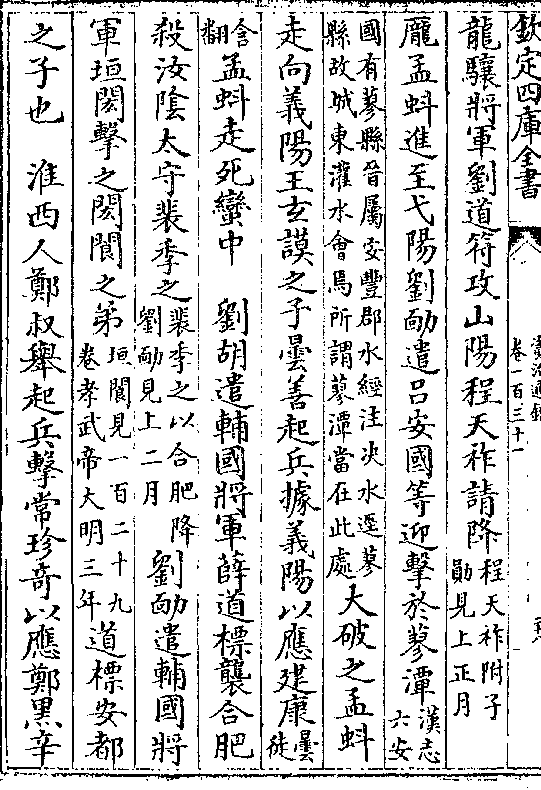 欽定四庫全書
資治通鑑
卷一百三十一
龍驤將軍劉道符攻山陽程天祚請降程天祚附子勛見上正月
龎孟蚪進至弋陽劉勔遣呂安國等迎擊於蓼潭漢志六安
國有蓼縣晉屬安豐郡水經注决水逕蓼縣故城東灌水會焉所謂蓼潭當在此處大破之孟蚪
走向義陽王玄謨之子曇善起兵據義陽以應建康曇徒
含翻孟蚪走死蠻中　劉胡遣輔國將軍薛道標襲合肥
殺汝陰太守裴季之裴季之以合肥降劉勔見上二月劉勔遣輔國將
軍垣閎擊之閎閬之弟垣閬見一百二十九卷孝武帝大明三年道標安都
之子也　淮西人鄭叔舉起兵擊常珍奇以應鄭黑辛